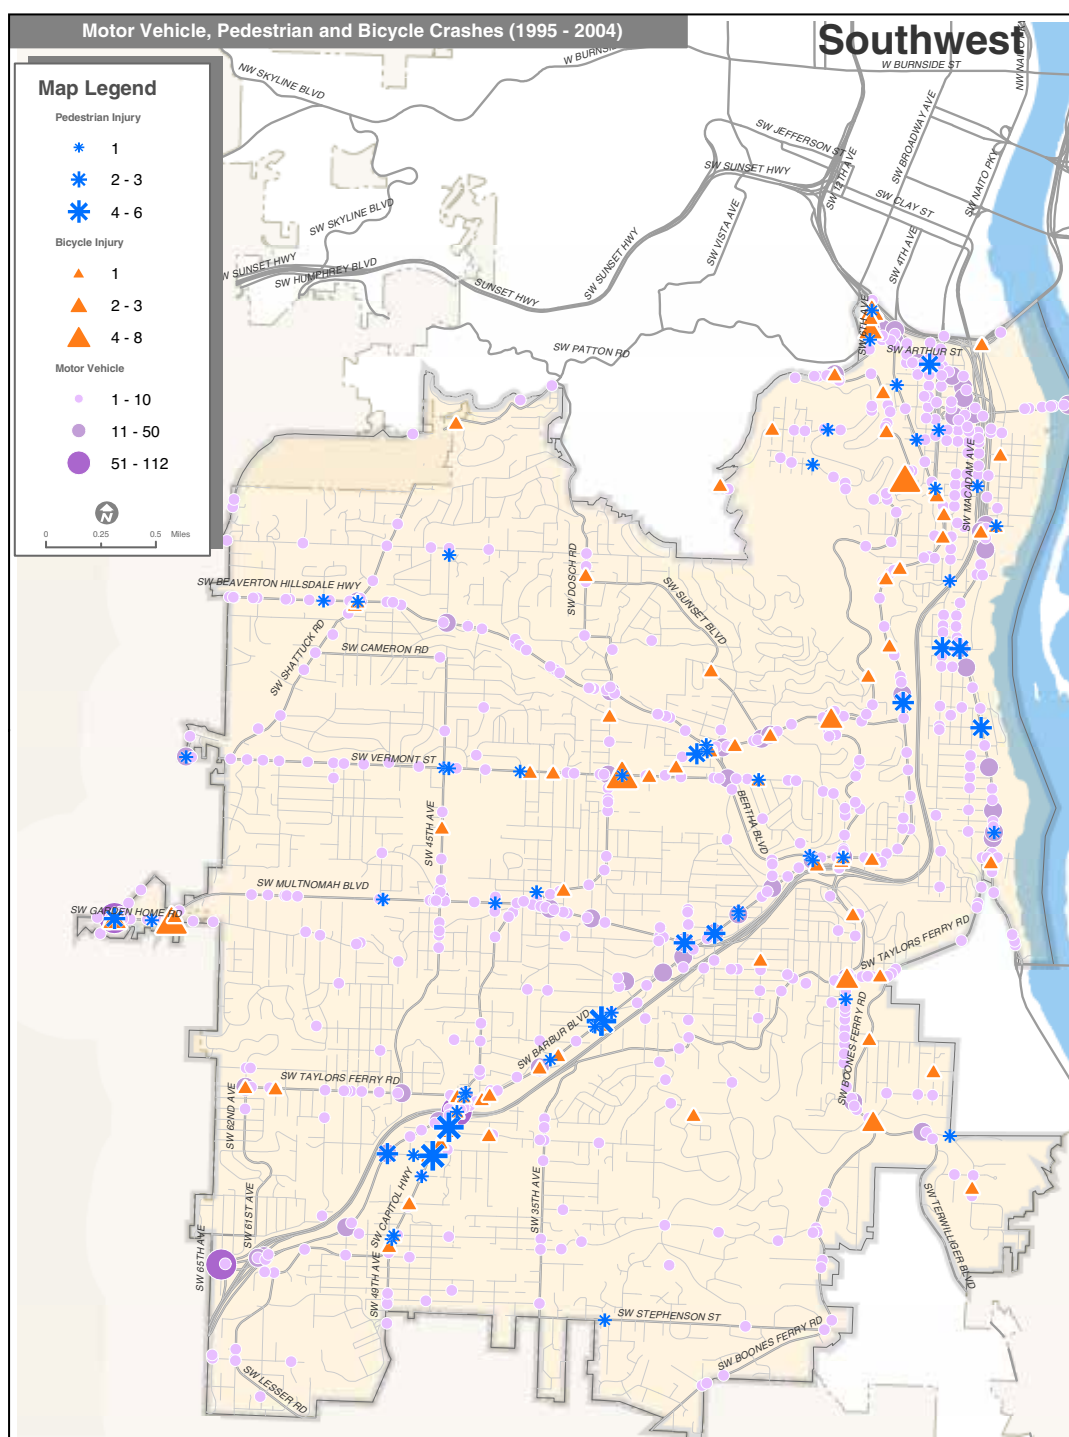 Motor Vehicle, Pedestrian and Bicycle Crashes (1995 - 2004)
Southwest
Map Legend
Pedestrian Injury
1
2 - 3
4 - 6
Bicycle Injury
1
2 - 3
4 - 8
Motor Vehicle
1 - 10
11 - 50
51 - 112
N
0 0.25 0.5 Miles
NW SKYLINE BLVD
W BURNS
W BURNSIDE ST
NW NAITO PK
SW JEFFERSON ST
SW BROADWAY AVE
SW SUNSET HWY
SW 12TH AVE
SW NAITO PKY
SW CLAY ST
SW SKYLINE BLVD
SW VISTA AVE
SW 4TH AVE
W SUNSET HWY
SW HUMPHREY BLVD
SUNSET HWY
SW SUNSET HWY
SW 6TH AVE
SW PATTON RD
SW ARTHUR ST
SW MACADAM AVE
SW BEAVERTON HILLSDALE HWY
SW DOSCH RD
SW SUNSET BLVD
SW SHATTUCK RD
SW CAMERON RD
SW VERMONT ST
SW 45TH AVE
BERTHA BLVD
SW MULTNOMAH BLVD
SW GARDEN HOME RD
SW TAYLORS FERRY RD
SW BARBUR BLVD
SW BOONES FERRY RD
SW TAYLORS FERRY RD
SW 62ND AVE
SW 35TH AVE
SW CAPITOL HWY
SW 61ST AVE
SW 65TH AVE
SW 49TH AVE
SW TERWILLIGER BLVD
SW STEPHENSON ST
SW BOONES FERRY RD
SW LESSER RD